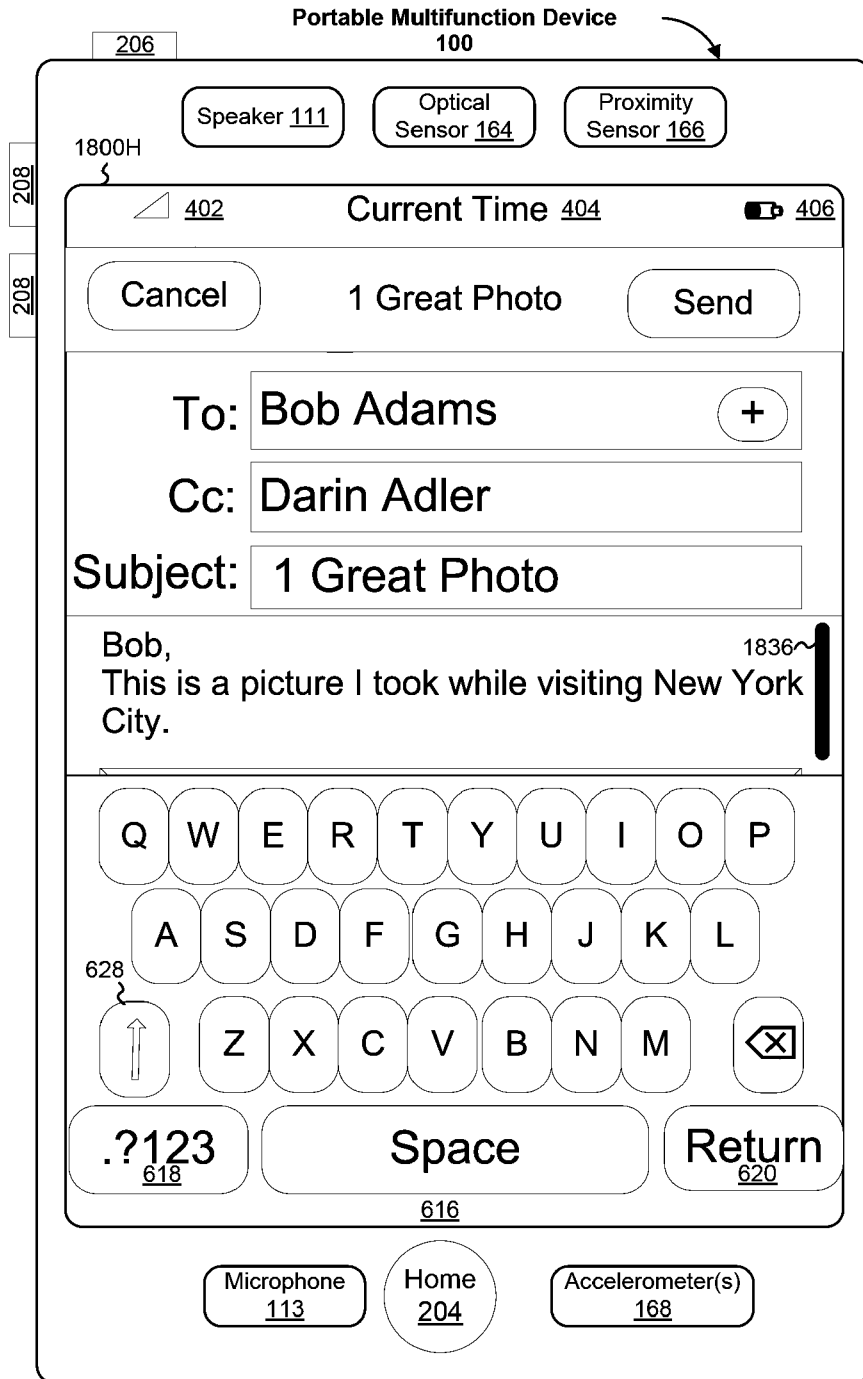 Portable Multifunction Device
100
206
Speaker 111
Optical
Sensor 164
Proximity
Sensor 166
1800H
208
402
Current Time 404
406
208
Cancel
1 Great Photo
Send
To: Bob Adams +
Cc: Darin Adler
Subject: 1 Great Photo
Bob,
1836
This is a picture I took while visiting New York
City.
Q W E R T Y U I O P
A S D F G H J K L
628
Z X C V B N M
.?123
618
Space
Return
620
616
Microphone
113
Home
204
Accelerometer(s)
168